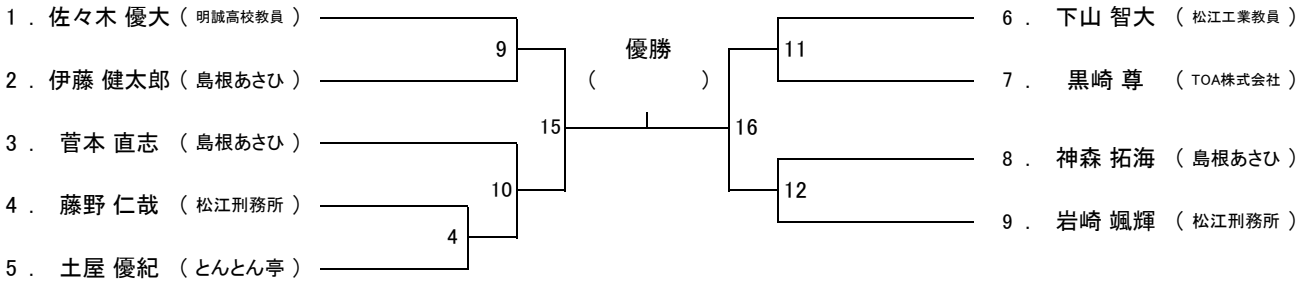 1 . 佐々木 優大 ( 明誠高校教員 )
2 . 伊藤 健太郎 ( 島根あさひ )
3 . 菅本 直志 ( 島根あさひ )
4 . 藤野 仁哉 ( 松江刑務所 )
5 . 土屋 優紀 ( とんとん亭 )
9
10
4
15
優勝
( )
16
11
12
6 . 下山 智大 ( 松江工業教員 )
7 . 黒崎 尊 ( TOA株式会社 )
8 . 神森 拓海 ( 島根あさひ )
9 . 岩崎 颯輝 ( 松江刑務所 )